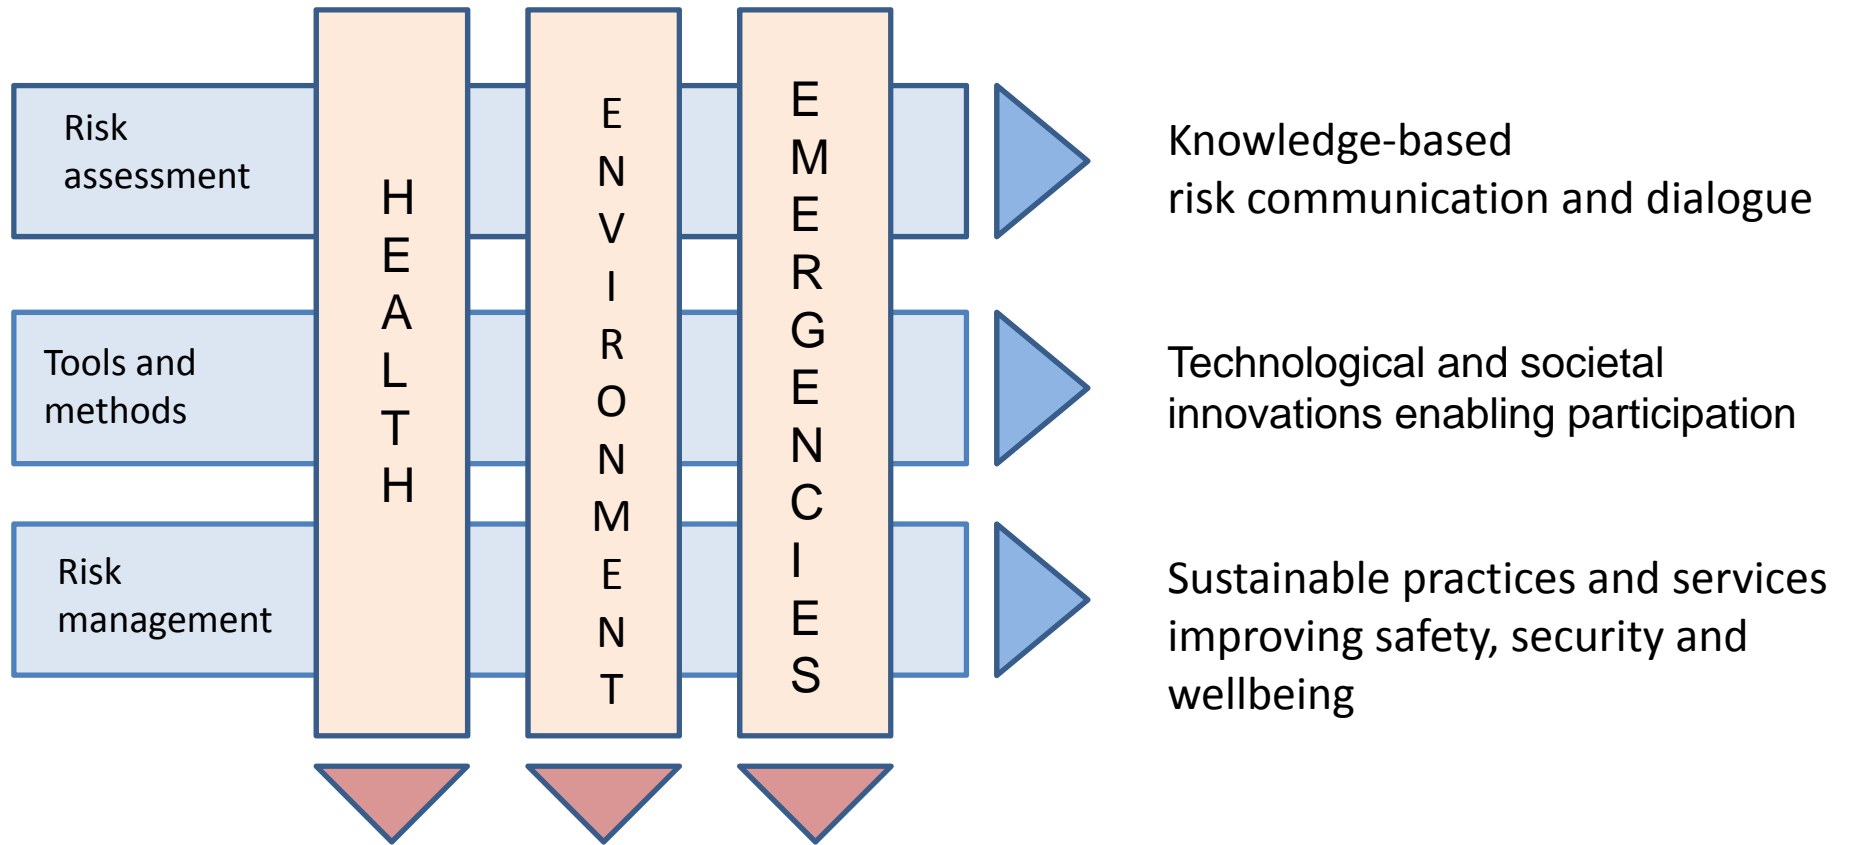 Risk
assessment
HEALTH
ENVIRONMENT
EMERGENCIES
Knowledge-based
risk communication and dialogue
Tools and
methods
Technological and societal
innovations enabling participation
Risk
management
Sustainable practices and services
improving safety, security and
wellbeing